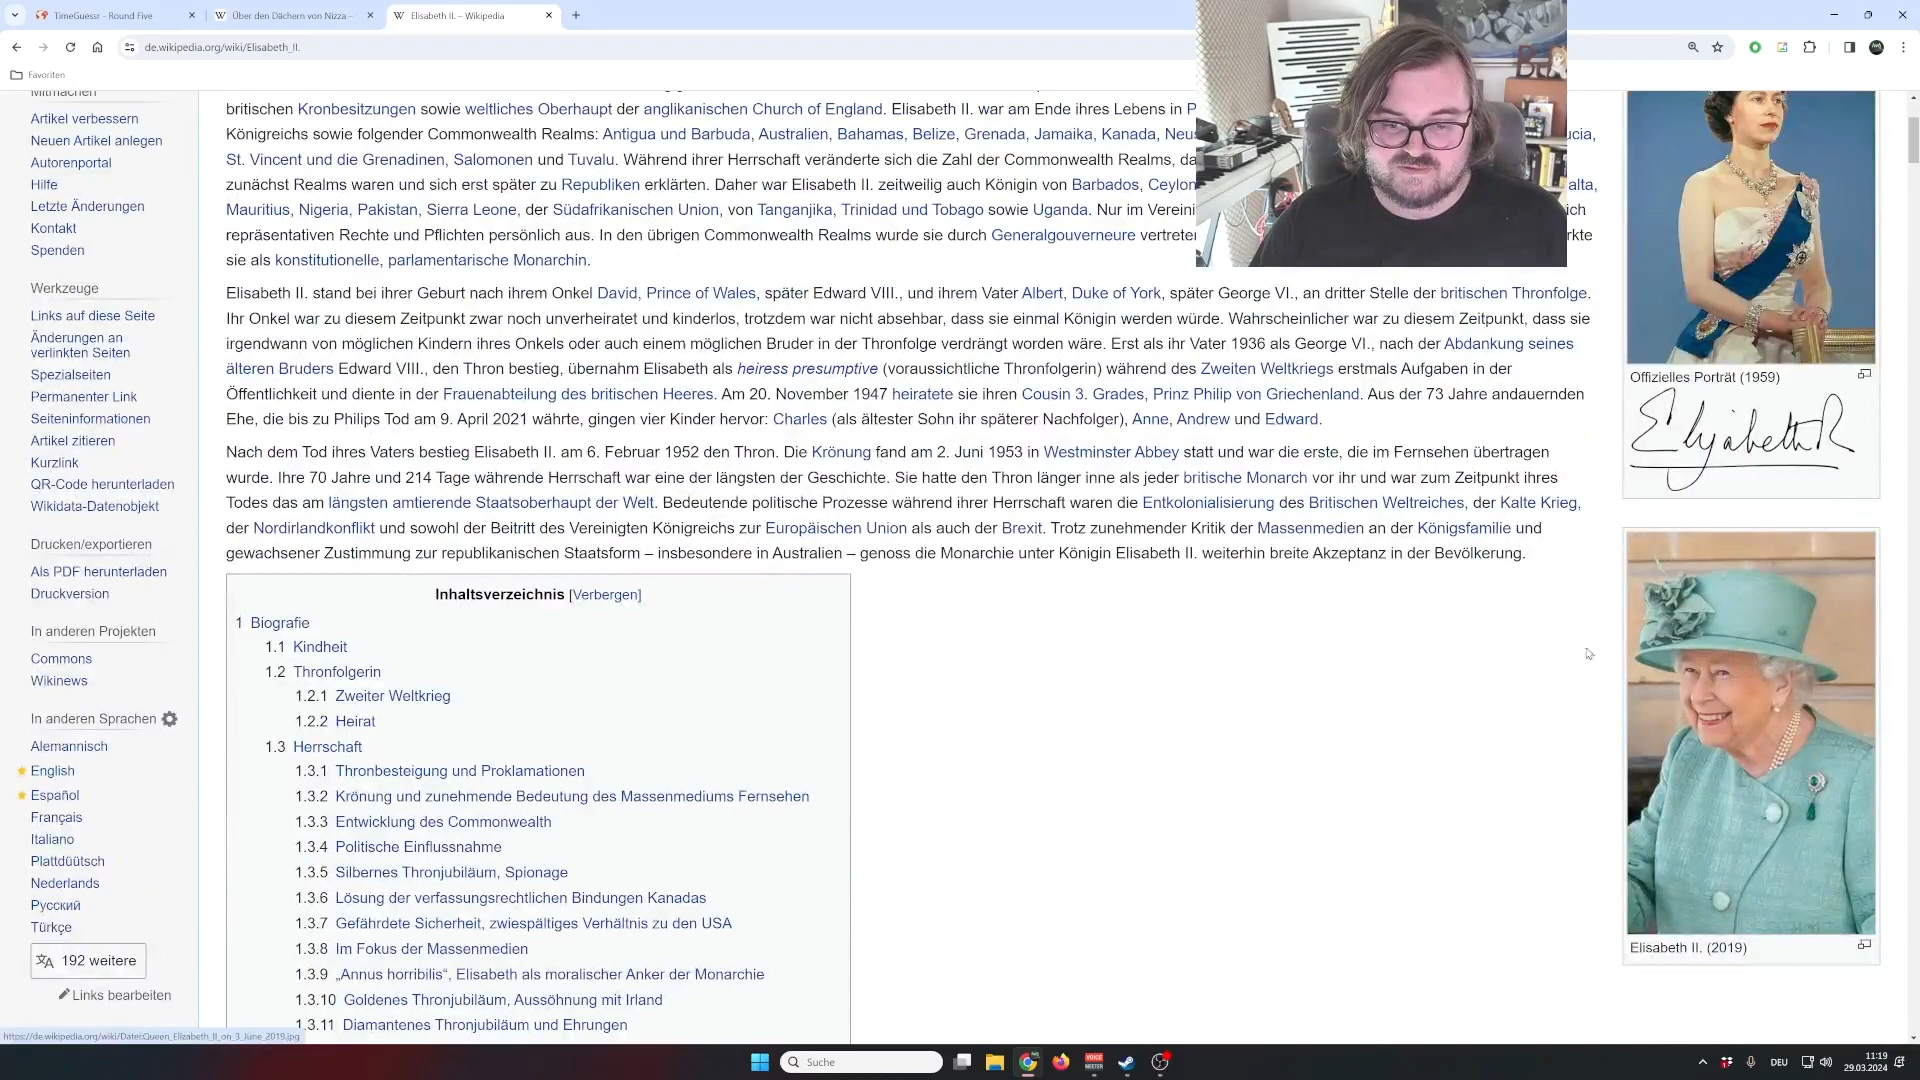 TimeGuessr - Round Five
Über den Dächern von Nizza –
Elisabeth II. – Wikipedia
de.wikipedia.org/wiki/Elisabeth_II.
Favoriten
Mitmachen
Artikel verbessern
Neuen Artikel anlegen
Autorenportal
Hilfe
Letzte Änderungen
Kontakt
Spenden
Werkzeuge
Links auf diese Seite
Änderungen an
verlinkten Seiten
Spezialseiten
Permanenter Link
Seiteninformationen
Artikel zitieren
Kurzlink
QR-Code herunterladen
Wikidata-Datenobjekt
Drucken/exportieren
Als PDF herunterladen
Druckversion
In anderen Projekten
Commons
Wikinews
In anderen Sprachen
Alemannisch
English
Español
Français
Italiano
Plattdüütsch
Nederlands
Русский
Türkçe
192 weitere
Links bearbeiten
britischen Kronbesitzungen sowie weltliches Oberhaupt der anglikanischen Church of England. Elisabeth II. war am Ende ihres Lebens in
Königreichs sowie folgender Commonwealth Realms: Antigua und Barbuda, Australien, Bahamas, Belize, Grenada, Jamaika, Kanada,
St. Vincent und die Grenadinen, Salomonen und Tuvalu. Während ihrer Herrschaft veränderte sich die Zahl der Commonwealth Realms,
zunächst Realms waren und sich erst später zu Republiken erklärten. Daher war Elisabeth II. zeitweilig auch Königin von Barbados, Ceylon
Mauritius, Nigeria, Pakistan, Sierra Leone, der Südafrikanischen Union, von Tanganjika, Trinidad und Tobago sowie Uganda. Nur im
repräsentativen Rechte und Pflichten persönlich aus. In den übrigen Commonwealth Realms wurde sie durch Generalgouverneure
sie als konstitutionelle, parlamentarische Monarchin.
Elisabeth II. stand bei ihrer Geburt nach ihrem Onkel David, Prince of Wales, später Edward VIII., und ihrem Vater Albert, Duke of York, später George VI., an dritter Stelle der britischen Thronfolge.
Ihr Onkel war zu diesem Zeitpunkt zwar noch unverheiratet und kinderlos, trotzdem war nicht absehbar, dass sie einmal Königin werden würde. Wahrscheinlicher war zu diesem Zeitpunkt, dass sie
irgendwann von möglichen Kindern ihres Onkels oder auch einem möglichen Bruder in der Thronfolge verdrängt worden wäre. Erst als ihr Vater 1936 als George VI., nach der Abdankung seines
älteren Bruders Edward VIII., den Thron bestieg, übernahm Elisabeth als heiress presumptive (voraussichtliche Thronfolgerin) während des Zweiten Weltkriegs erstmals Aufgaben in der
Öffentlichkeit und diente in der Frauenabteilung des britischen Heeres. Am 20. November 1947 heiratete sie ihren Cousin 3. Grades, Prinz Philip von Griechenland. Aus der 73 Jahre andauernden
Ehe, die bis zu Philips Tod am 9. April 2021 währte, gingen vier Kinder hervor: Charles (als ältester Sohn ihr späterer Nachfolger), Anne, Andrew und Edward.
Nach dem Tod ihres Vaters bestieg Elisabeth II. am 6. Februar 1952 den Thron. Die Krönung fand am 2. Juni 1953 in Westminster Abbey statt und war die erste, die im Fernsehen übertragen
wurde. Ihre 70 Jahre und 214 Tage währende Herrschaft war eine der längsten der Geschichte. Sie hatte den Thron länger inne als jeder britische Monarch vor ihr und war zum Zeitpunkt ihres
Todes das am längsten amtierende Staatsoberhaupt der Welt. Bedeutende politische Prozesse während ihrer Herrschaft waren die Entkolonialisierung des Britischen Weltreiches, der Kalte Krieg,
der Nordirlandkonflikt und sowohl der Beitritt des Vereinigten Königreichs zur Europäischen Union als auch der Brexit. Trotz zunehmender Kritik der Massenmedien an der Königsfamilie und
gewachsener Zustimmung zur republikanischen Staatsform – insbesondere in Australien – genoss die Monarchie unter Königin Elisabeth II. weiterhin breite Akzeptanz in der Bevölkerung.
Inhaltsverzeichnis [Verbergen]
1 Biografie
1.1 Kindheit
1.2 Thronfolgerin
1.2.1 Zweiter Weltkrieg
1.2.2 Heirat
1.3 Herrschaft
1.3.1 Thronbesteigung und Proklamationen
1.3.2 Krönung und zunehmende Bedeutung des Massenmediums Fernsehen
1.3.3 Entwicklung des Commonwealth
1.3.4 Politische Einflussnahme
1.3.5 Silbernes Thronjubiläum, Spionage
1.3.6 Lösung der verfassungsrechtlichen Bindungen Kanadas
1.3.7 Gefährdete Sicherheit, zwiespältiges Verhältnis zu den USA
1.3.8 Im Fokus der Massenmedien
1.3.9 „Annus horribilis“, Elisabeth als moralischer Anker der Monarchie
1.3.10 Goldenes Thronjubiläum, Aussöhnung mit Irland
1.3.11 Diamantenes Thronjubiläum und Ehrungen
Offizielles Porträt (1959)
Elizabeth R
Elisabeth II. (2019)
https://de.wikipedia.org/wiki/Datei:Queen_Elizabeth_II_on_3_June_2019.jpg
Suche
VOICE
MEETER
DEU
11:19
29.03.2024